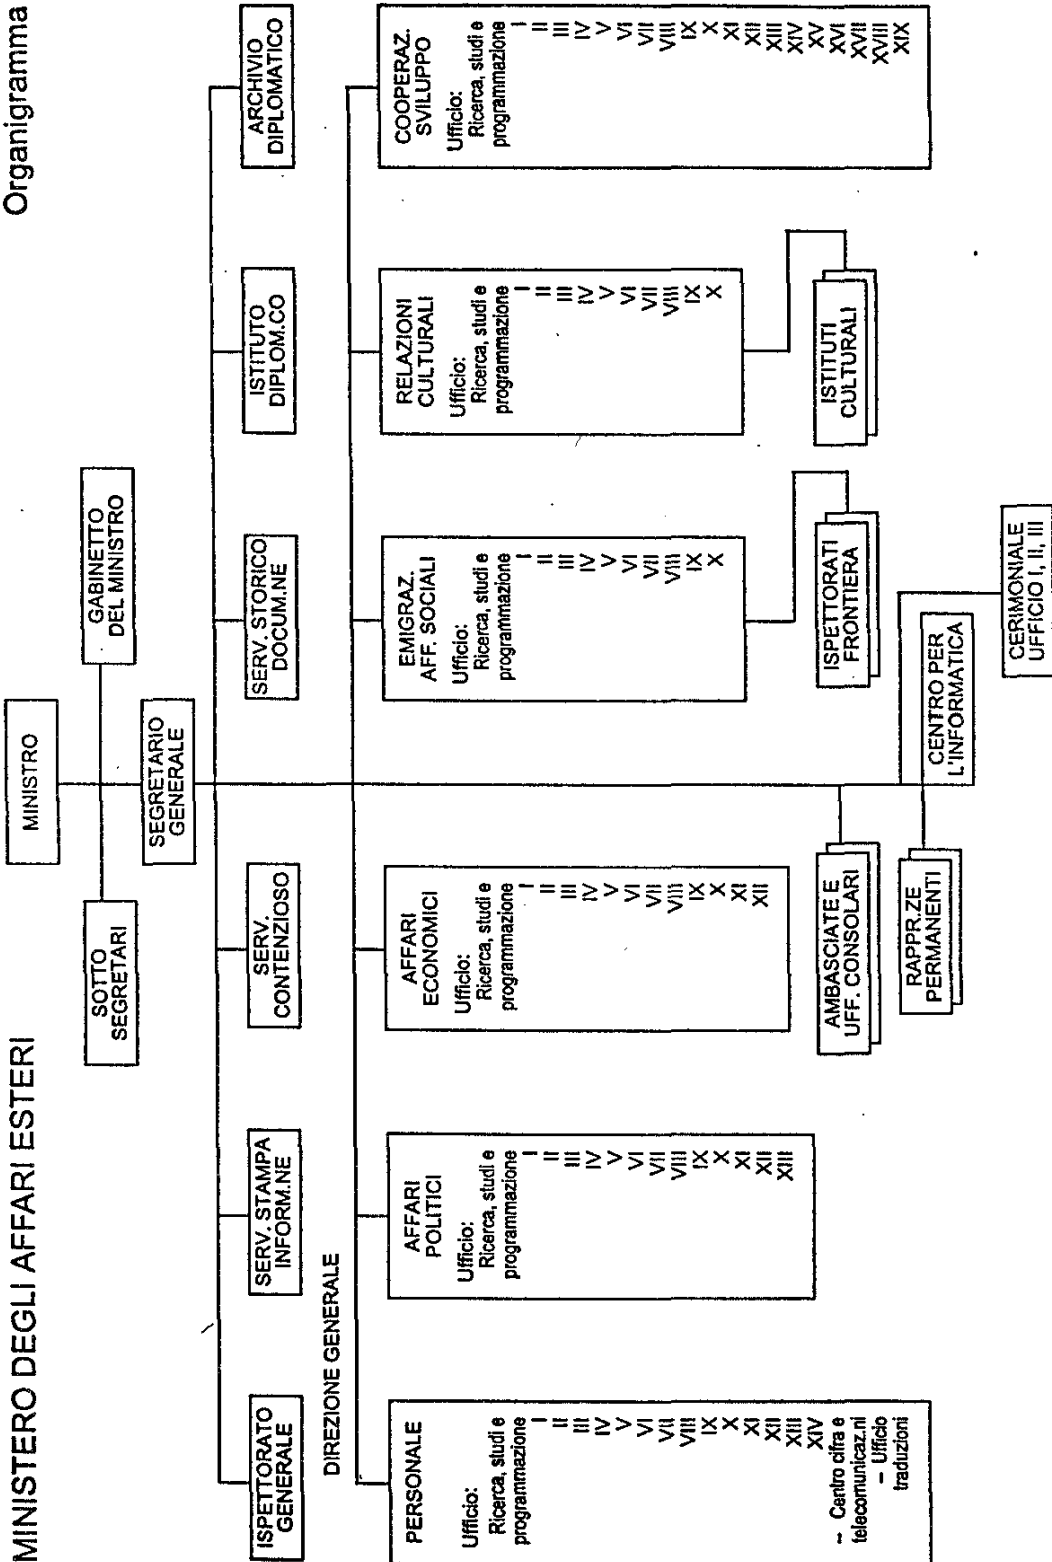 MINISTERO DEGLI AFFARI ESTERI
Organigramma
MINISTRO
SOTTO
SEGRETARI
GABINETTO
DEL MINISTRO
SEGRETARIO
GENERALE
ISPETTORATO
GENERALE
SERV. STAMPA
INFORM.NE
SERV.
CONTENZIOSO
SERV. STORICO
DOCUM.NE
ISTITUTO
DIPLOM.CO
ARCHIVIO
DIPLOMATICO
DIREZIONE GENERALE
PERSONALE
Ufficio:
Ricerca, studi e
programmazione
I
II
III
IV
V
VI
VII
VIII
IX
X
XI
XII
XIII
XIV
-- Centro cifra e
telecomunicaz.ni
-- Ufficio
traduzioni
AFFARI
POLITICI
Ufficio:
Ricerca, studi e
programmazione
I
II
III
IV
V
VI
VII
VIII
IX
X
XI
XII
XIII
AFFARI
ECONOMICI
Ufficio:
Ricerca, studi e
programmazione
I
II
III
IV
V
VI
VII
VIII
IX
X
XI
XII
EMIGRAZ.
AFF. SOCIALI
Ufficio:
Ricerca, studi e
programmazione
I
II
III
IV
V
VI
VII
VIII
IX
X
RELAZIONI
CULTURALI
Ufficio:
Ricerca, studi e
programmazione
I
II
III
IV
V
VI
VII
VIII
IX
X
COOPERAZ.
SVILUPPO
Ufficio:
Ricerca, studi e
programmazione
I
II
III
IV
V
VI
VII
VIII
IX
X
XI
XII
XIII
XIV
XV
XVI
XVII
XVIII
XIX
AMBASCIATE E
UFF. CONSOLARI
ISPETTORATI
FRONTIERA
ISTITUTI
CULTURALI
RAPPR.ZE
PERMANENTI
CENTRO PER
L'INFORMATICA
CERIMONIALE
UFFICIO I, II, III